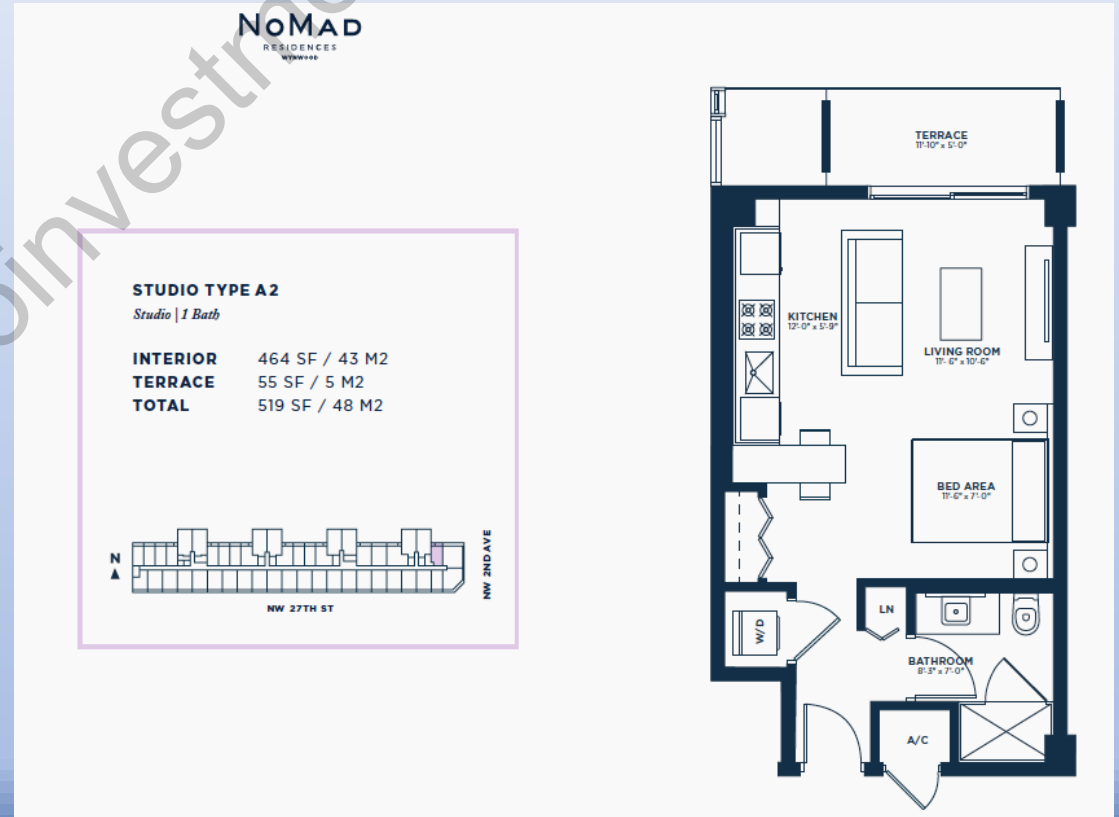 NOMAD
RESIDENCES
WYNWOOD
oinvestm
STUDIO TYPE A2
Studio | 1 Bath
INTERIOR 464 SF / 43 M2
TERRACE 55 SF / 5 M2
TOTAL 519 SF / 48 M2
N
NW 2ND AVE
NW 27TH ST
TERRACE
11'-10" x 5'-0"
KITCHEN
12'-0" x 5'-9"
LIVING ROOM
11'- 6" x 10'-6"
BED AREA
11'-6" x 7'-0"
W/D
LN
BATHROOM
8'-3" x 7'-0"
A/C